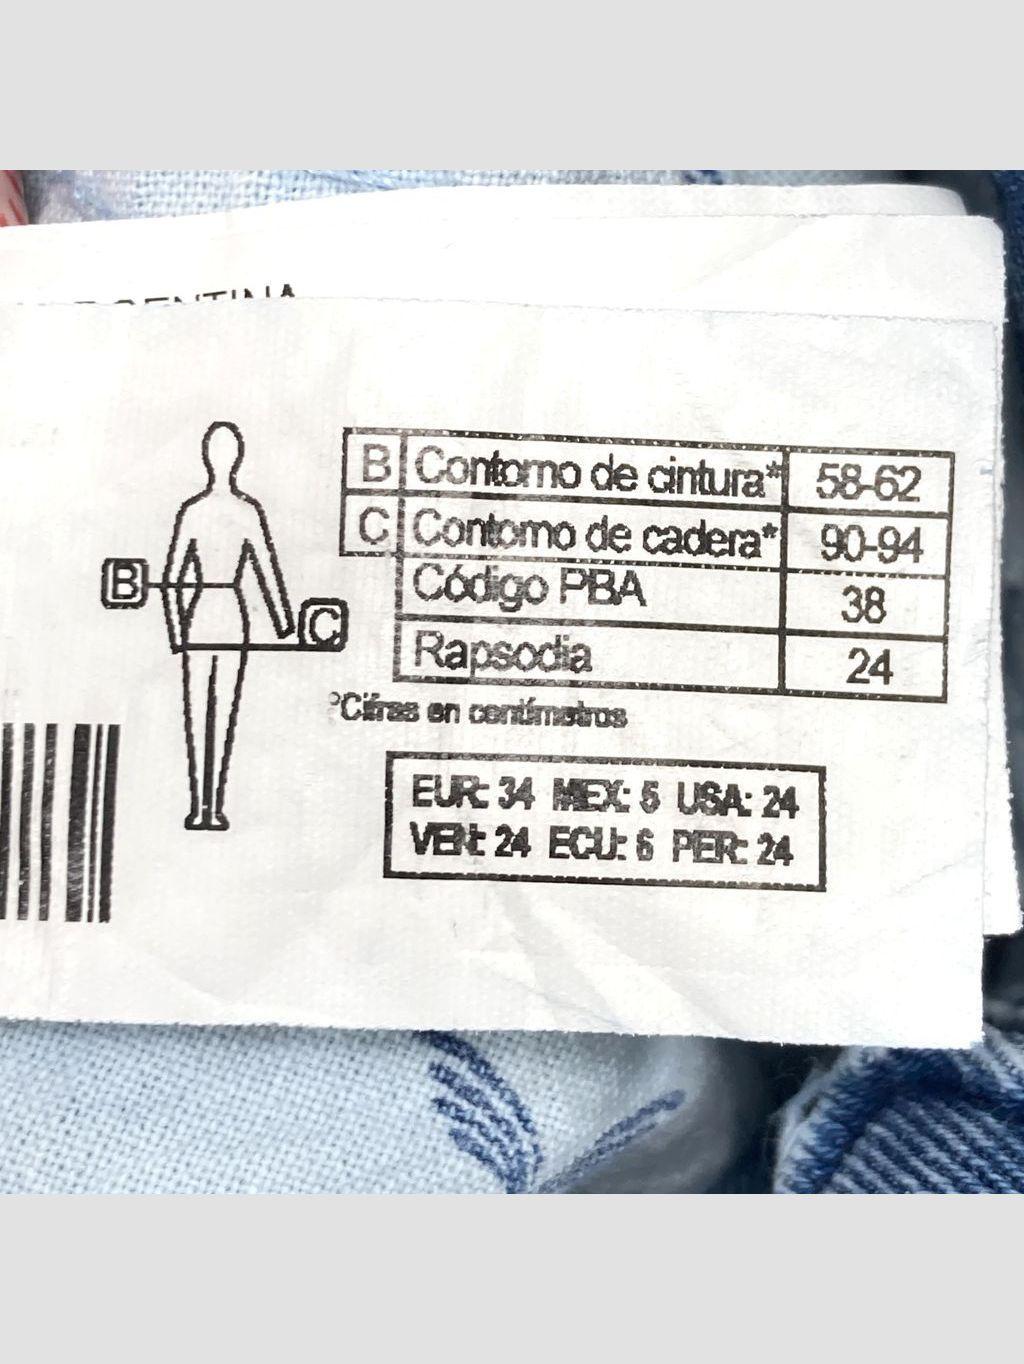 B Contorno de cintura* 58-62
C Contorno de cadera* 90-94
Código PBA 38
Rapsodia 24
*Cifras en centímetros
B
C
EUR: 34 MEX: 5 USA: 24
VEN: 24 ECU: 6 PER: 24